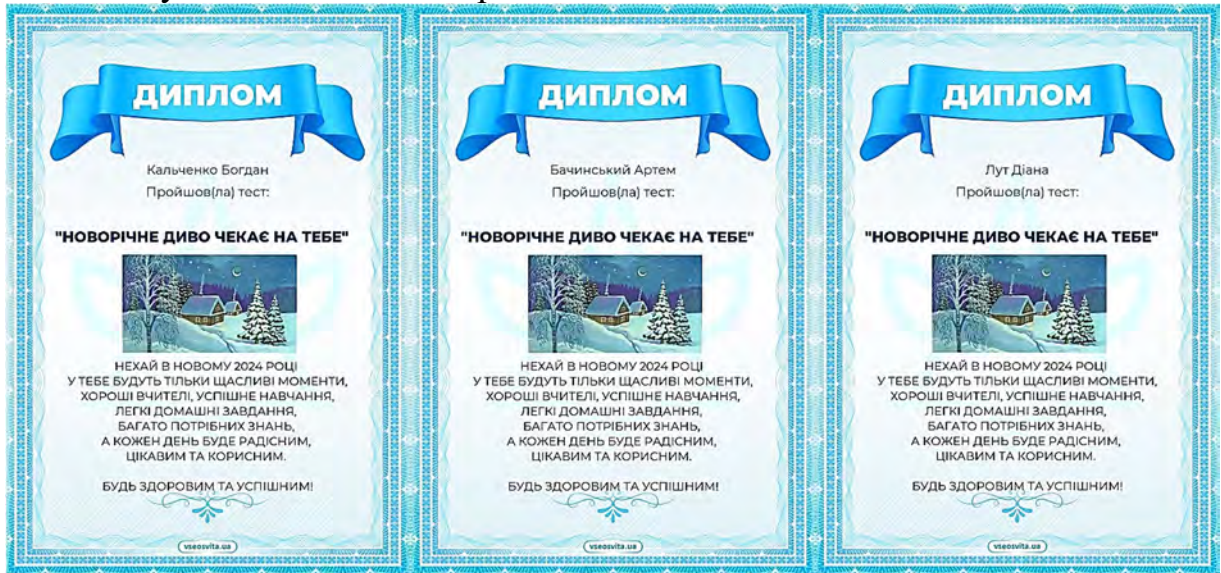 ДИПЛОМ
Кальченко Богдан
Пройшов(ла) тест:
"НОВОРІЧНЕ ДИВО ЧЕКАЄ НА ТЕБЕ"
НЕХАЙ В НОВОМУ 2024 РОЦІ
У ТЕБЕ БУДУТЬ ТІЛЬКИ ЩАСЛИВІ МОМЕНТИ,
ХОРОШІ ВЧИТЕЛІ, УСПІШНЕ НАВЧАННЯ,
ЛЕГКІ ДОМАШНІ ЗАВДАННЯ,
БАГАТО ПОТРІБНИХ ЗНАНЬ,
А КОЖЕН ДЕНЬ БУДЕ РАДІСНИМ,
ЦІКАВИМ ТА КОРИСНИМ.
БУДЬ ЗДОРОВИМ ТА УСПІШНИМ!
vseosvita.ua
ДИПЛОМ
Бачинський Артем
Пройшов(ла) тест:
"НОВОРІЧНЕ ДИВО ЧЕКАЄ НА ТЕБЕ"
НЕХАЙ В НОВОМУ 2024 РОЦІ
У ТЕБЕ БУДУТЬ ТІЛЬКИ ЩАСЛИВІ МОМЕНТИ,
ХОРОШІ ВЧИТЕЛІ, УСПІШНЕ НАВЧАННЯ,
ЛЕГКІ ДОМАШНІ ЗАВДАННЯ,
БАГАТО ПОТРІБНИХ ЗНАНЬ,
А КОЖЕН ДЕНЬ БУДЕ РАДІСНИМ,
ЦІКАВИМ ТА КОРИСНИМ.
БУДЬ ЗДОРОВИМ ТА УСПІШНИМ!
vseosvita.ua
ДИПЛОМ
Лут Діана
Пройшов(ла) тест:
"НОВОРІЧНЕ ДИВО ЧЕКАЄ НА ТЕБЕ"
НЕХАЙ В НОВОМУ 2024 РОЦІ
У ТЕБЕ БУДУТЬ ТІЛЬКИ ЩАСЛИВІ МОМЕНТИ,
ХОРОШІ ВЧИТЕЛІ, УСПІШНЕ НАВЧАННЯ,
ЛЕГКІ ДОМАШНІ ЗАВДАННЯ,
БАГАТО ПОТРІБНИХ ЗНАНЬ,
А КОЖЕН ДЕНЬ БУДЕ РАДІСНИМ,
ЦІКАВИМ ТА КОРИСНИМ.
БУДЬ ЗДОРОВИМ ТА УСПІШНИМ!
vseosvita.ua